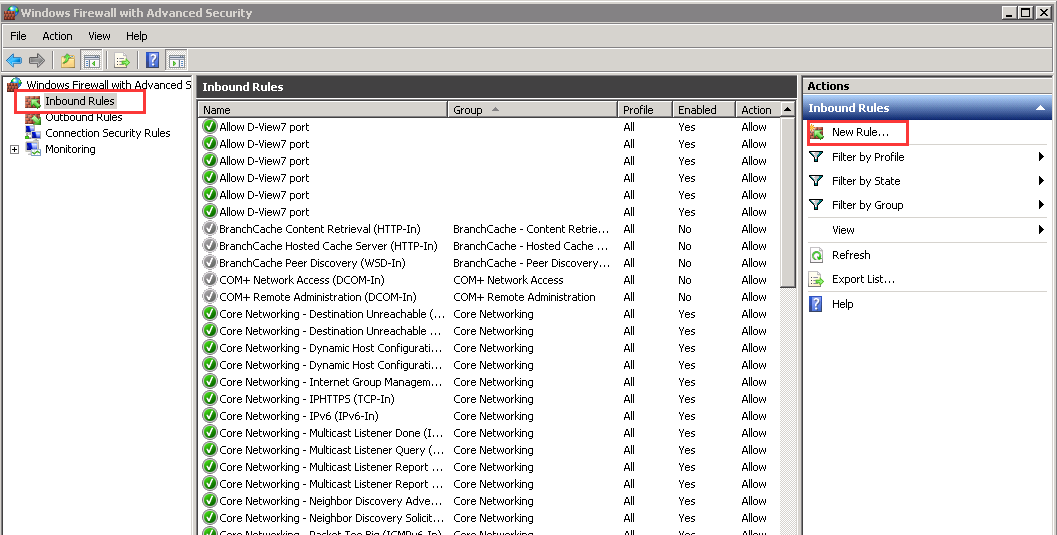 Windows Firewall with Advanced Security
File Action View Help
Windows Firewall with Advanced S
Inbound Rules
Outbound Rules
Connection Security Rules
Monitoring
Inbound Rules
Name Group Profile Enabled Action
Allow D-View7 port All Yes Allow
Allow D-View7 port All Yes Allow
Allow D-View7 port All Yes Allow
Allow D-View7 port All Yes Allow
Allow D-View7 port All Yes Allow
Allow D-View7 port All Yes Allow
BranchCache Content Retrieval (HTTP-In) BranchCache - Content Retrie... All No Allow
BranchCache Hosted Cache Server (HTTP-In) BranchCache - Hosted Cache ... All No Allow
BranchCache Peer Discovery (WSD-In) BranchCache - Peer Discovery... All No Allow
COM+ Network Access (DCOM-In) COM+ Network Access All No Allow
COM+ Remote Administration (DCOM-In) COM+ Remote Administration All No Allow
Core Networking - Destination Unreachable (... Core Networking All Yes Allow
Core Networking - Destination Unreachable ... Core Networking All Yes Allow
Core Networking - Dynamic Host Configurati... Core Networking All Yes Allow
Core Networking - Dynamic Host Configurati... Core Networking All Yes Allow
Core Networking - Internet Group Managem... Core Networking All Yes Allow
Core Networking - IPHTTPS (TCP-In) Core Networking All Yes Allow
Core Networking - IPv6 (IPv6-In) Core Networking All Yes Allow
Core Networking - Multicast Listener Done (I... Core Networking All Yes Allow
Core Networking - Multicast Listener Query (... Core Networking All Yes Allow
Core Networking - Multicast Listener Report ... Core Networking All Yes Allow
Core Networking - Multicast Listener Report ... Core Networking All Yes Allow
Core Networking - Neighbor Discovery Adve... Core Networking All Yes Allow
Core Networking - Neighbor Discovery Solicit... Core Networking All Yes Allow
Core Networking - Packet Too Big (ICMPv6-In) Core Networking All Yes Allow
Actions
Inbound Rules
New Rule...
Filter by Profile
Filter by State
Filter by Group
View
Refresh
Export List...
Help